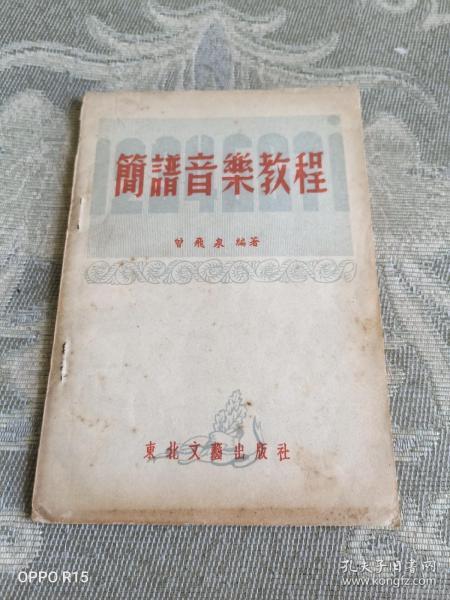 簡譜音樂教程
曾飛泉 編著
東北文藝出版社
OPPO R15
孔夫子旧书网
www.kongfz.com